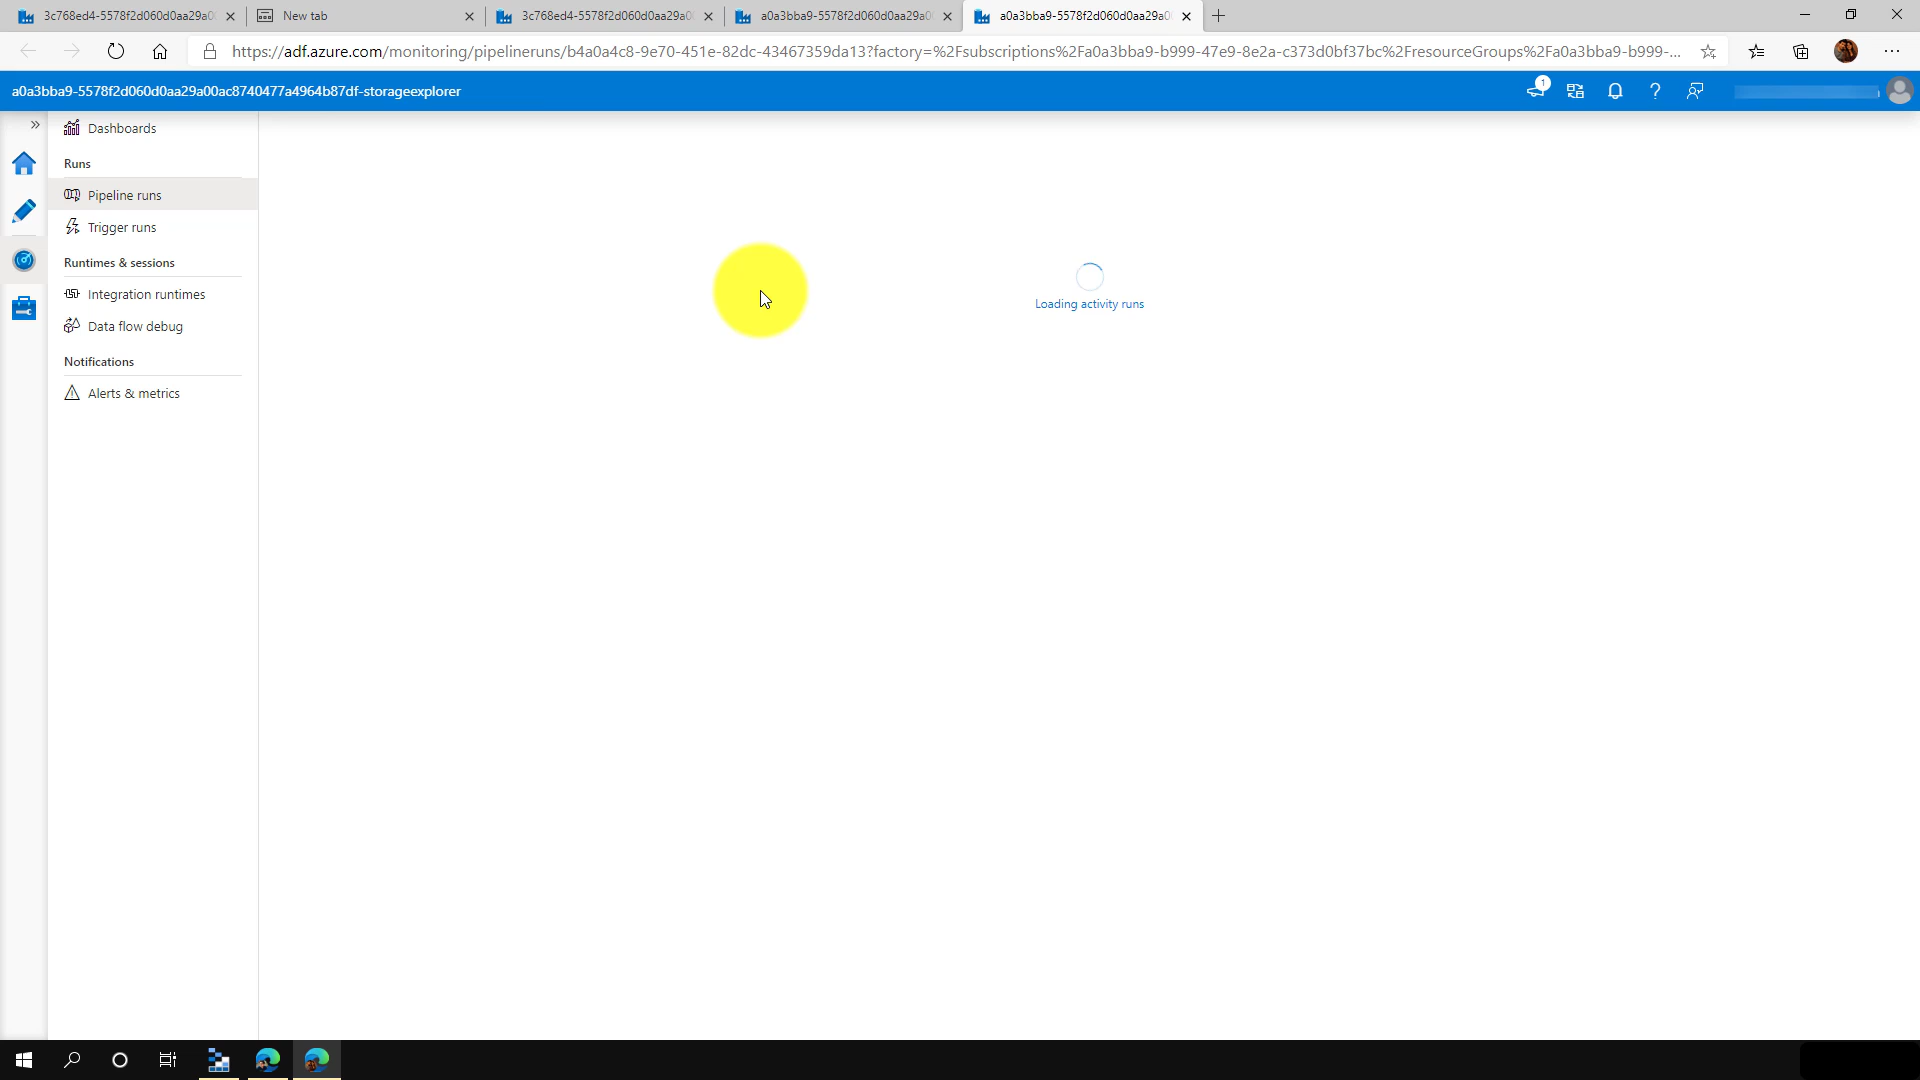 3c768ed4-5578f2d060d0aa29a0
New tab
3c768ed4-5578f2d060d0aa29a0
a0a3bba9-5578f2d060d0aa29a0
a0a3bba9-5578f2d060d0aa29a0
https://adf.azure.com/monitoring/pipelineruns/b4a0a4c8-9e70-451e-82dc-43467359da13?factory=%2Fsubscriptions%2Fa0a3bba9-b999-47e9-8e2a-c373d0bf37bc%2FresourceGroups%2Fa0a3bba9-b999-...
a0a3bba9-5578f2d060d0aa29a00ac8740477a4964b87df-storageexplorer
1
Dashboards
Runs
Pipeline runs
Trigger runs
Runtimes & sessions
Integration runtimes
Data flow debug
Notifications
Alerts & metrics
Loading activity runs